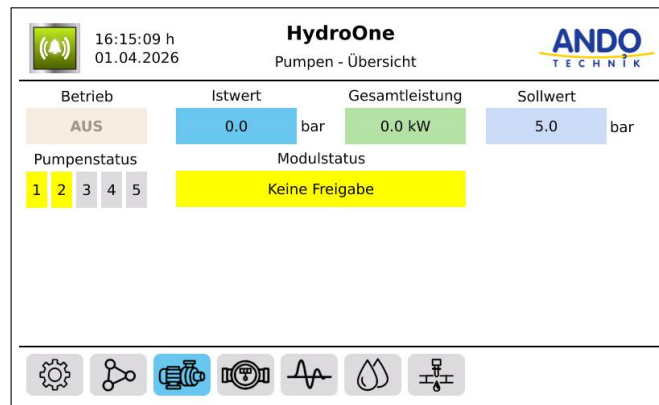 16:15:09 h
01.04.2026
HydroOne
Pumpen - Übersicht
ANDO
TECHNIK
Betrieb Istwert Gesamtleistung Sollwert
AUS 0.0 bar 0.0 kW 5.0 bar
Pumpenstatus Modulstatus
1 2 3 4 5 Keine Freigabe